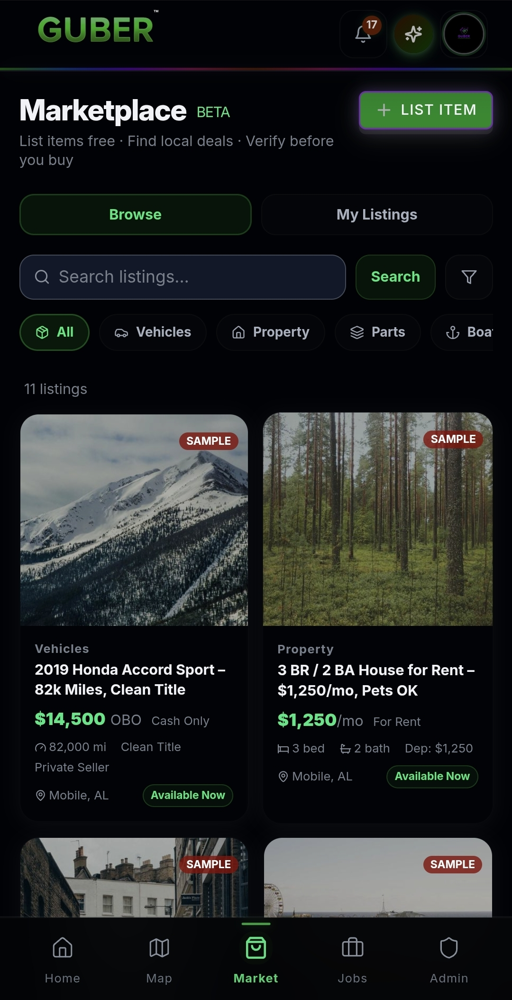 GUBER™
17
GUBER
Marketplace BETA
+ LIST ITEM
List items free · Find local deals · Verify before
you buy
Browse
My Listings
Search listings...
Search
All
Vehicles
Property
Parts
Boat
11 listings
SAMPLE
SAMPLE
Vehicles
2019 Honda Accord Sport –
82k Miles, Clean Title
$14,500 OBO Cash Only
82,000 mi Clean Title
Private Seller
Mobile, AL Available Now
Property
3 BR / 2 BA House for Rent –
$1,250/mo, Pets OK
$1,250/mo For Rent
3 bed 2 bath Dep: $1,250
Mobile, AL Available Now
SAMPLE
Jack's Place
SAMPLE
Home
Map
Market
Jobs
Admin